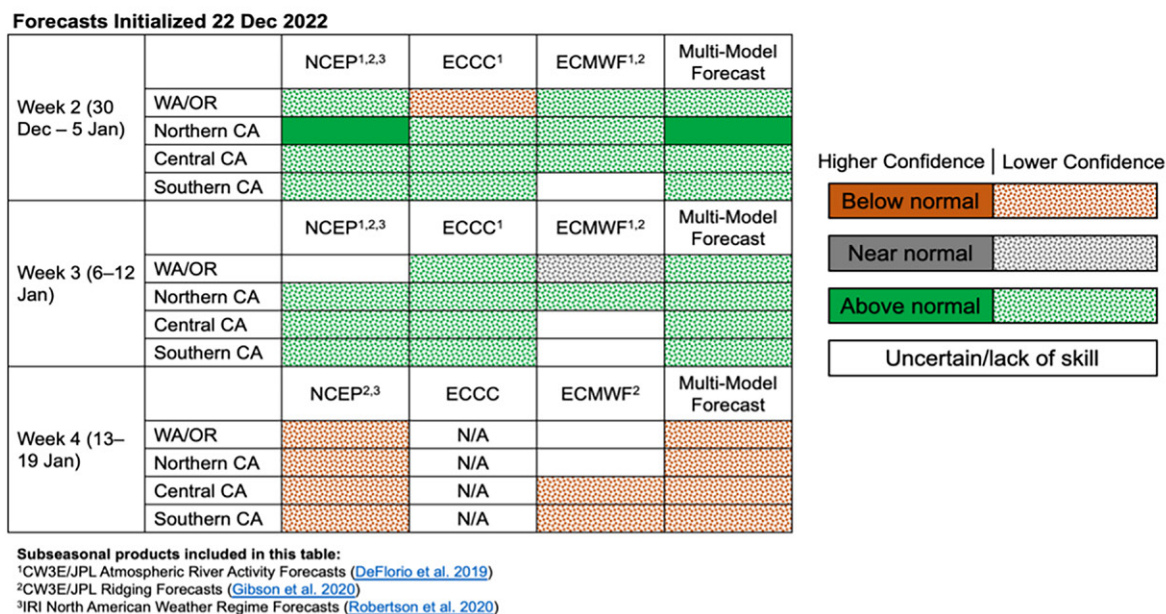 Forecasts Initialized 22 Dec 2022
Week 2 (30
Dec – 5 Jan)
NCEP1,2,3
ECCC1
ECMWF1,2
Multi-Model
Forecast
WA/OR
Northern CA
Central CA
Southern CA
Week 3 (6–12
Jan)
NCEP1,2,3
ECCC1
ECMWF1,2
Multi-Model
Forecast
WA/OR
Northern CA
Central CA
Southern CA
Week 4 (13–
19 Jan)
NCEP2,3
ECCC
ECMWF2
Multi-Model
Forecast
WA/OR
N/A
Northern CA
N/A
Central CA
N/A
Southern CA
N/A
Higher Confidence | Lower Confidence
Below normal
Near normal
Above normal
Uncertain/lack of skill
Subseasonal products included in this table:
1CW3E/JPL Atmospheric River Activity Forecasts (DeFlorio et al. 2019)
2CW3E/JPL Ridging Forecasts (Gibson et al. 2020)
3IRI North American Weather Regime Forecasts (Robertson et al. 2020)